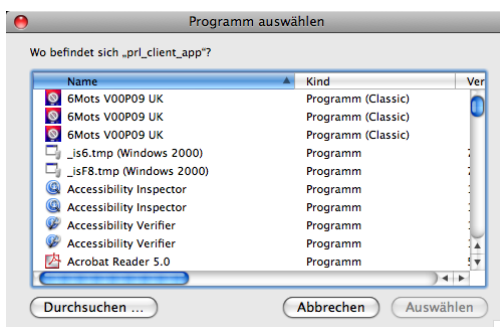 Programm auswählen
Wo befindet sich „prl_client_app“?
Name Kind Ver
6Mots V00P09 UK Programm (Classic)
6Mots V00P09 UK Programm (Classic)
6Mots V00P09 UK Programm (Classic)
_is6.tmp (Windows 2000) Programm
_isF8.tmp (Windows 2000) Programm
Accessibility Inspector Programm
Accessibility Inspector Programm
Accessibility Verifier Programm
Accessibility Verifier Programm
Acrobat Reader 5.0 Programm
Durchsuchen ... Abbrechen Auswählen